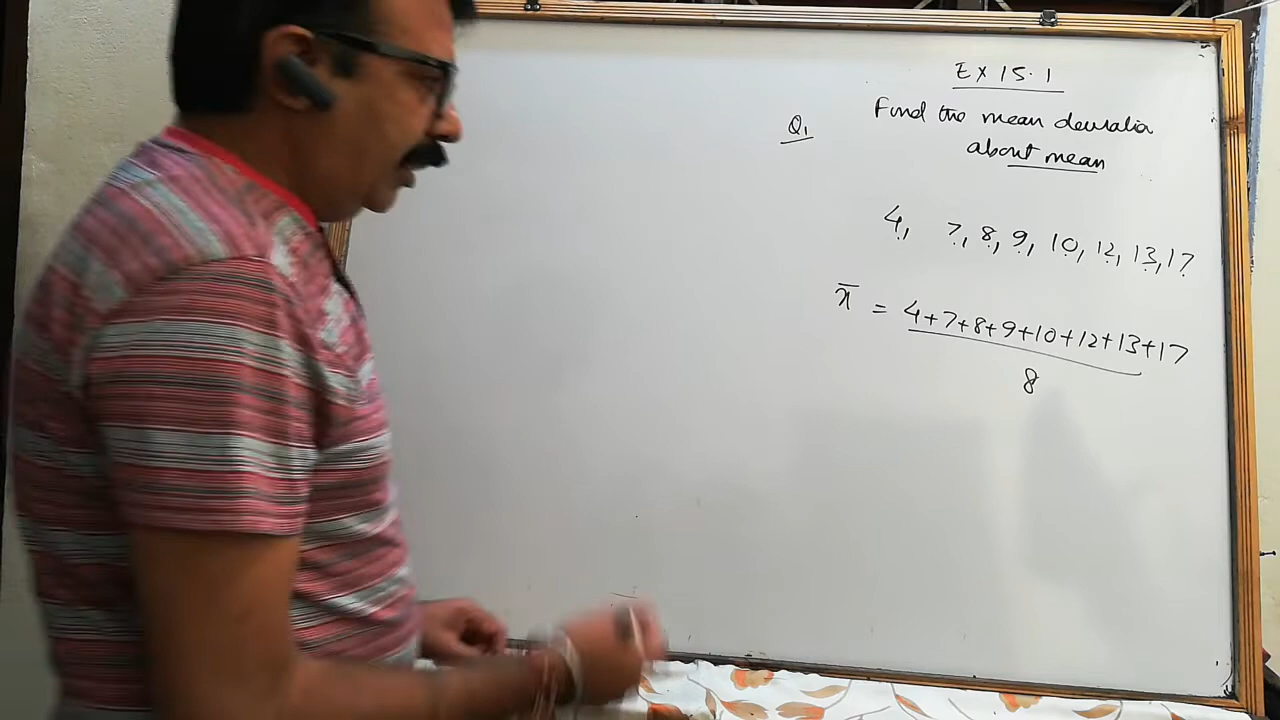 Ex 15.1
Q1 Find the mean deviation
about mean
4, 7, 8, 9, 10, 12, 13, 17
x̄ = 4+7+8+9+10+12+13+17
8